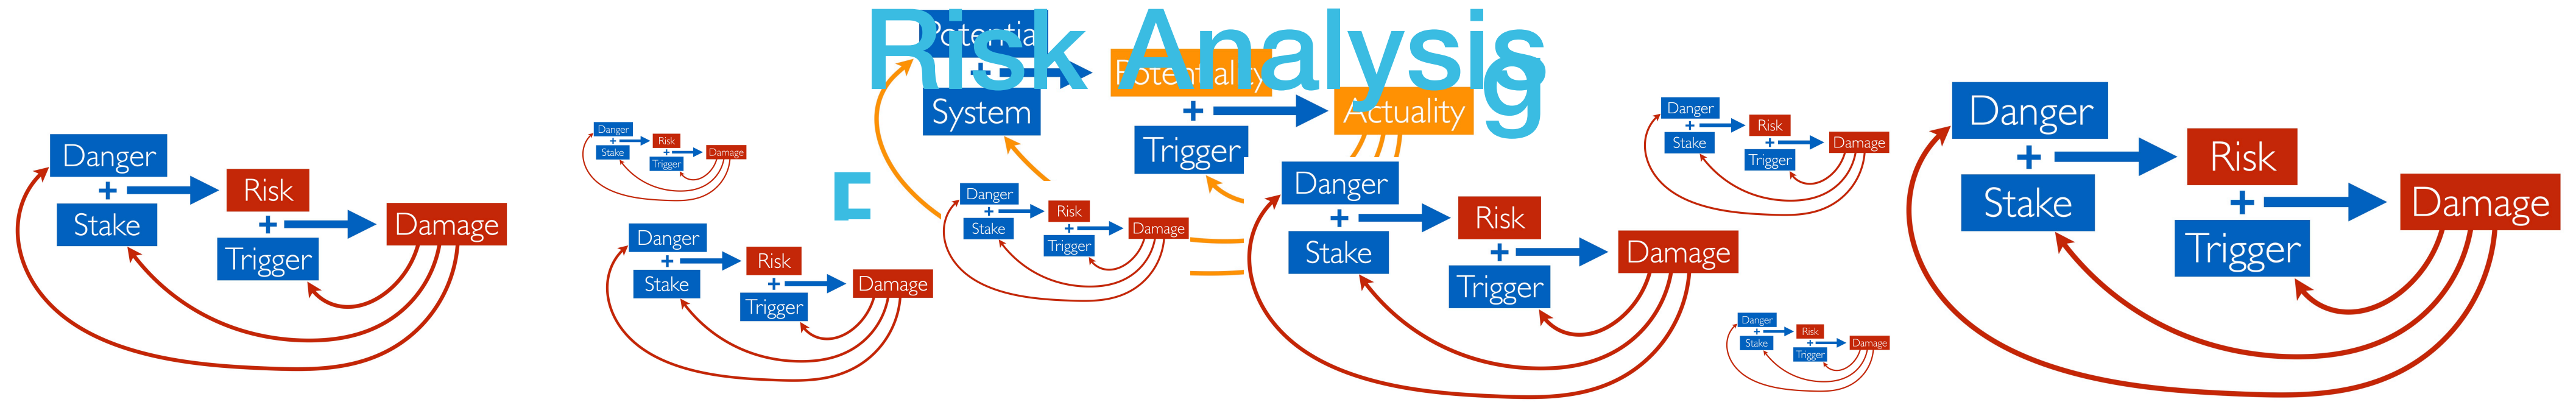 Risk Analysis
g
Potential
+
System
Potentiality
+
Trigger
Actuality
Danger
+
Stake
Risk
+
Trigger
Damage
Danger
+
Stake
Risk
+
Trigger
Damage
Danger
+
Stake
Risk
+
Trigger
Damage
Danger
+
Stake
Risk
+
Trigger
Damage
Danger
+
Stake
Risk
+
Trigger
Damage
Danger
+
Stake
Risk
+
Trigger
Damage
Danger
+
Stake
Risk
+
Trigger
Damage
Danger
+
Stake
Risk
+
Trigger
Damage